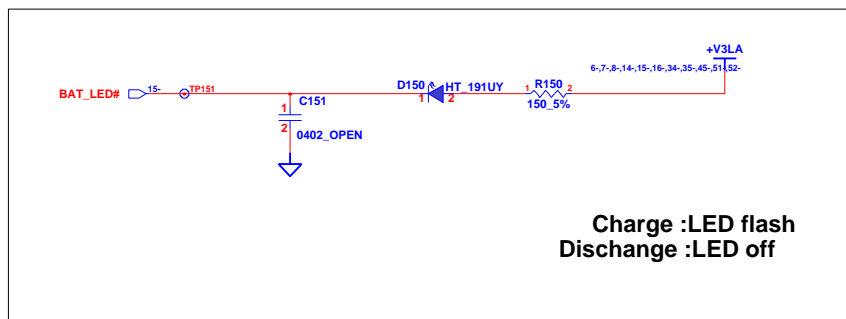 +V3LA
6-,7-,8-,14-,15-,16-,34-,35-,45-,51-,52-
BAT_LED#
15-
TP151
D150
HT_191UY
1
2
1
R150
2
150_5%
C151
1
2
0402_OPEN
Charge :LED flash
Dischange :LED off